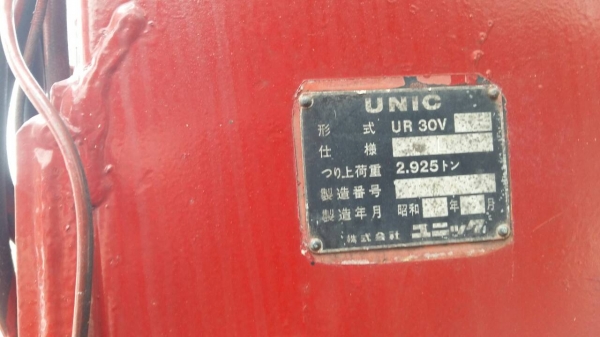 UNIC
形式 UR 30V
仕様
つり上荷重 2.925トン
製造番号
製造年月 昭和 年 月
株式会社 ユニック